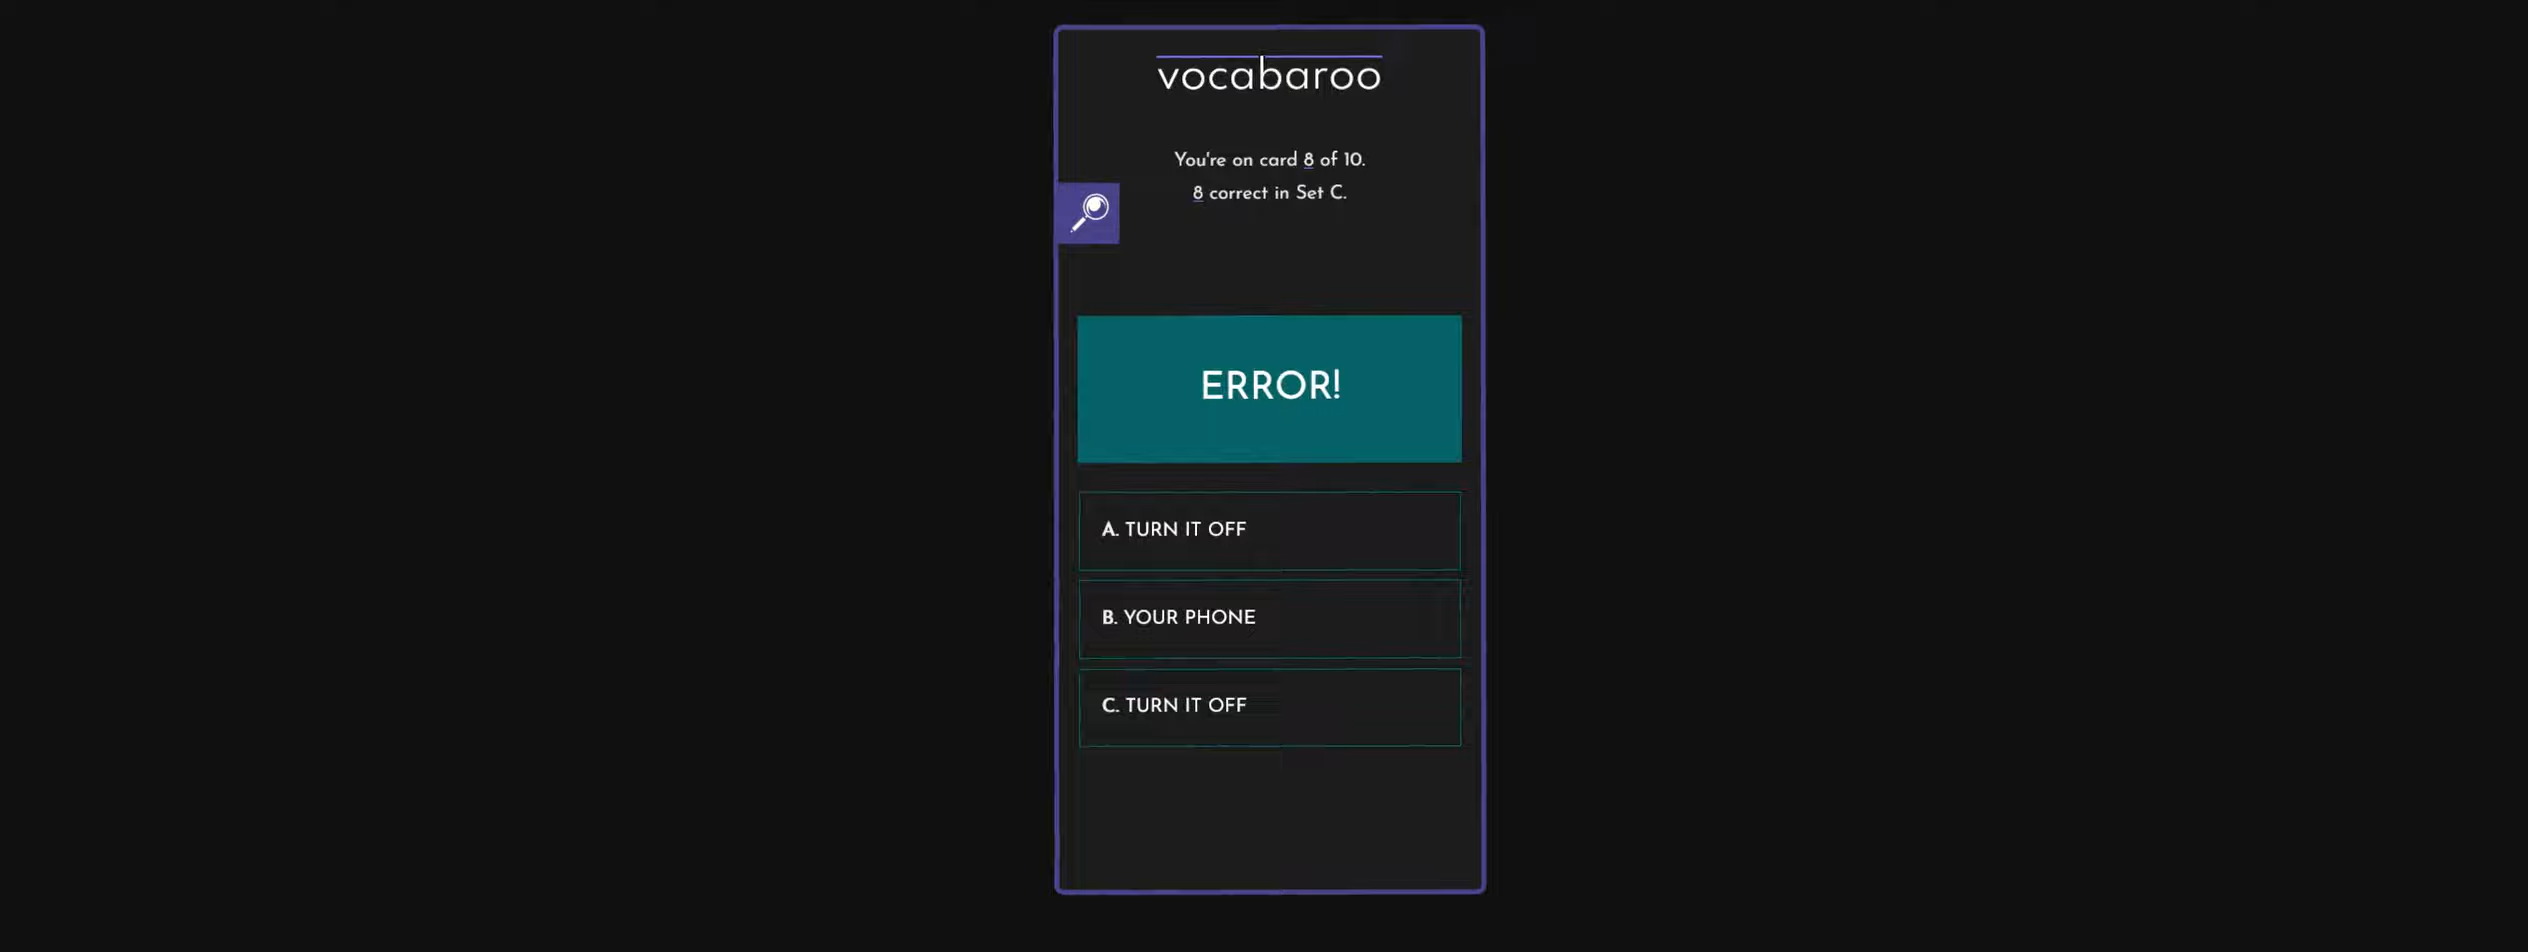 vocabaroo
You're on card 8 of 10.
8 correct in Set C.
ERROR!
A. TURN IT OFF
B. YOUR PHONE
C. TURN IT OFF